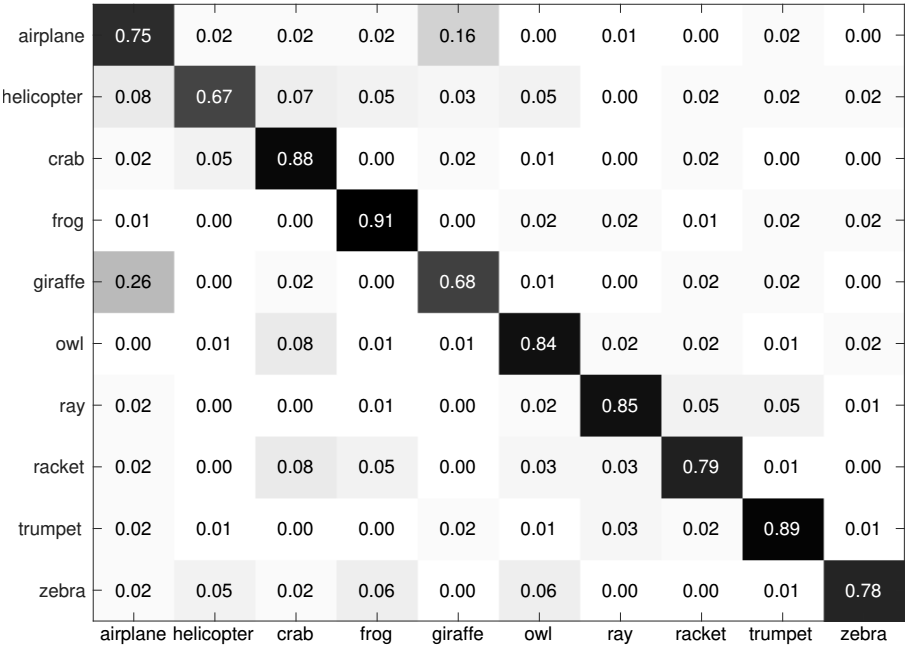 airplane 0.75 0.02 0.02 0.02 0.16 0.00 0.01 0.00 0.02 0.00
helicopter 0.08 0.67 0.07 0.05 0.03 0.05 0.00 0.02 0.02 0.02
crab 0.02 0.05 0.88 0.00 0.02 0.01 0.00 0.02 0.00 0.00
frog 0.01 0.00 0.00 0.91 0.00 0.02 0.02 0.01 0.02 0.02
giraffe 0.26 0.00 0.02 0.00 0.68 0.01 0.00 0.02 0.02 0.00
owl 0.00 0.01 0.08 0.01 0.01 0.84 0.02 0.02 0.01 0.02
ray 0.02 0.00 0.00 0.01 0.00 0.02 0.85 0.05 0.05 0.01
racket 0.02 0.00 0.08 0.05 0.00 0.03 0.03 0.79 0.01 0.00
trumpet 0.02 0.01 0.00 0.00 0.02 0.01 0.03 0.02 0.89 0.01
zebra 0.02 0.05 0.02 0.06 0.00 0.06 0.00 0.00 0.01 0.78
airplane helicopter crab frog giraffe owl ray racket trumpet zebra